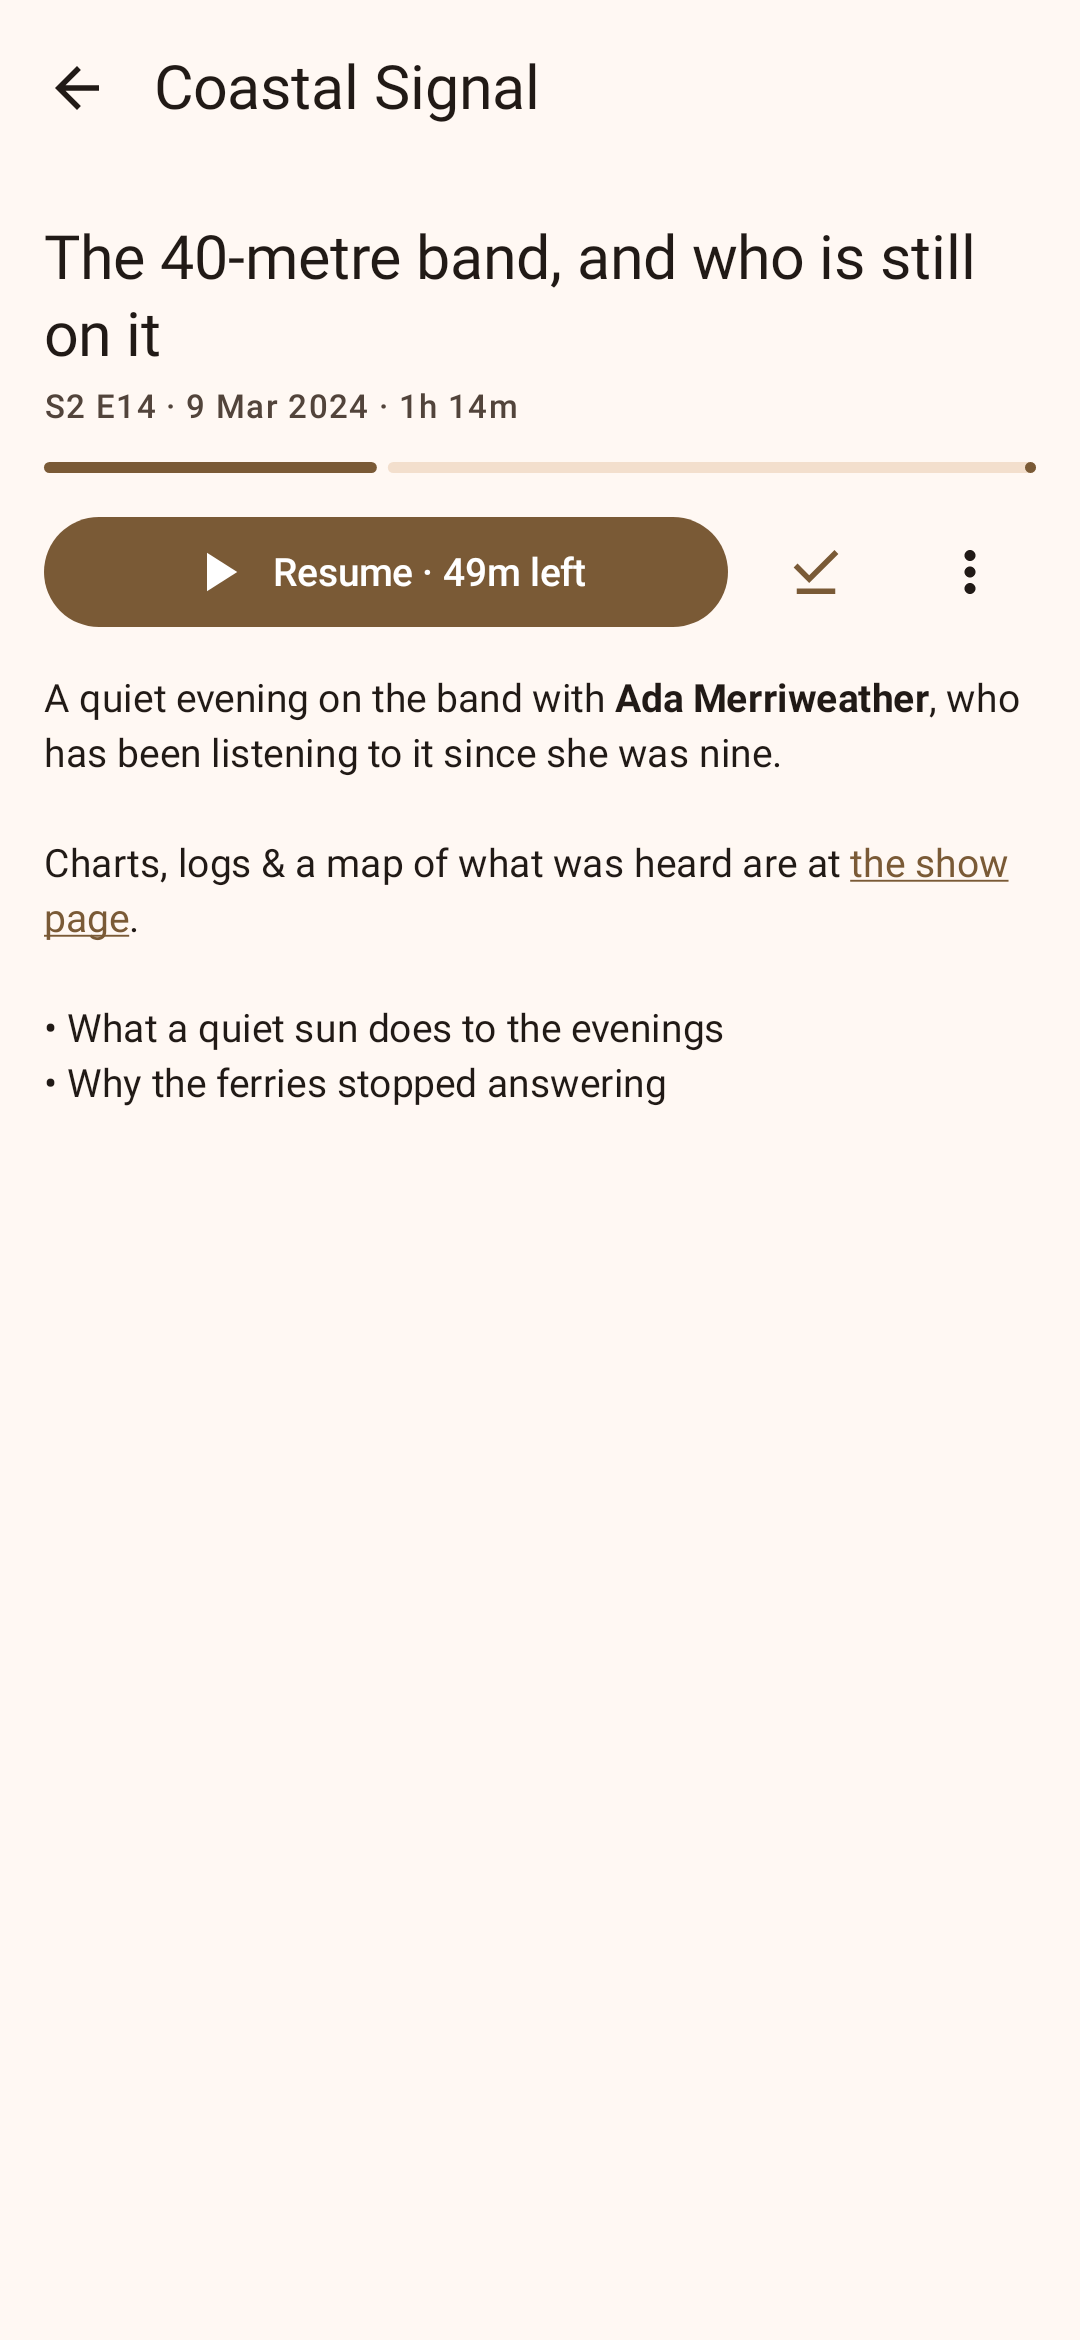 Coastal Signal
The 40-metre band, and who is still
on it
S2 E14 · 9 Mar 2024 · 1h 14m
Resume · 49m left
A quiet evening on the band with Ada Merriweather, who
has been listening to it since she was nine.
Charts, logs & a map of what was heard are at the show
page.
• What a quiet sun does to the evenings
• Why the ferries stopped answering